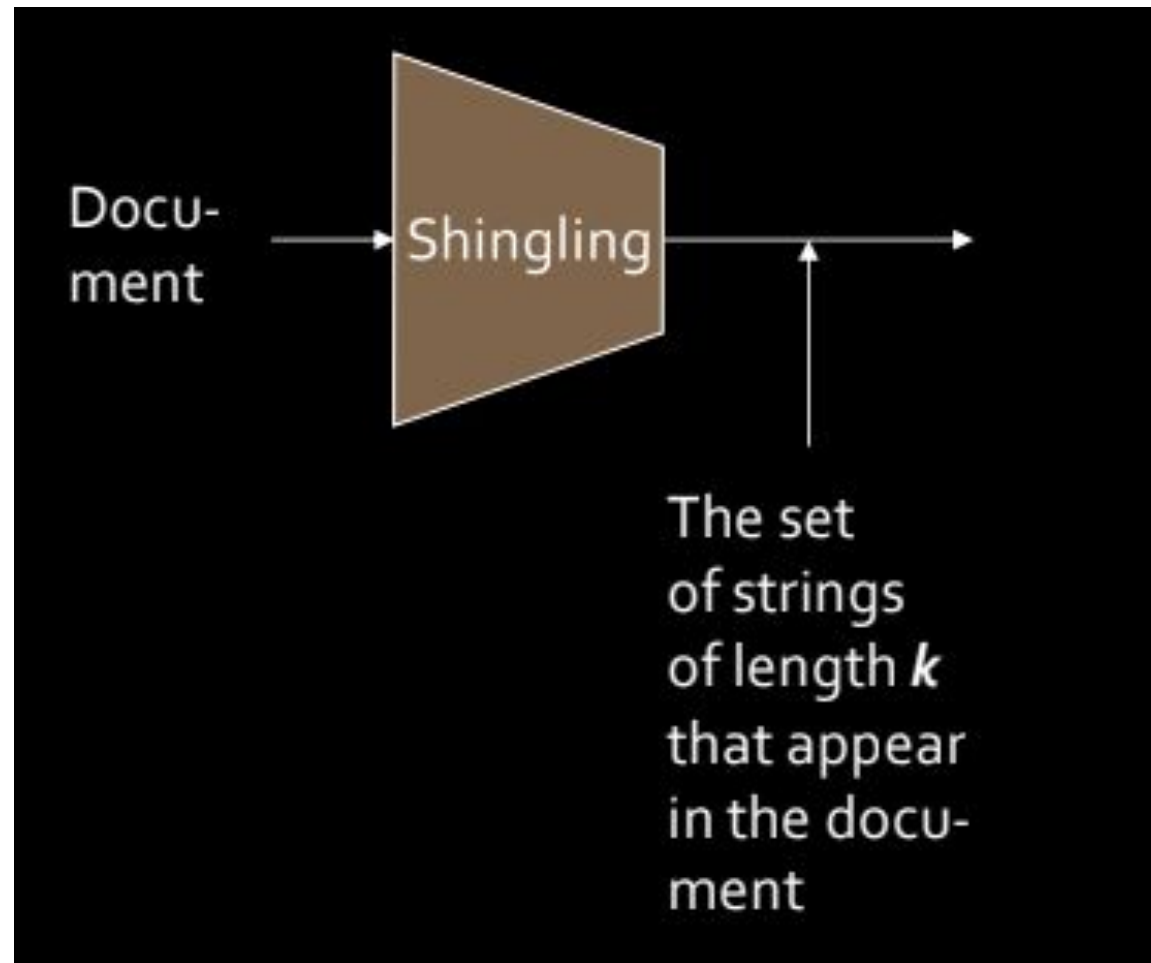 Docu-
ment
Shingling
The set
of strings
of length k
that appear
in the docu-
ment